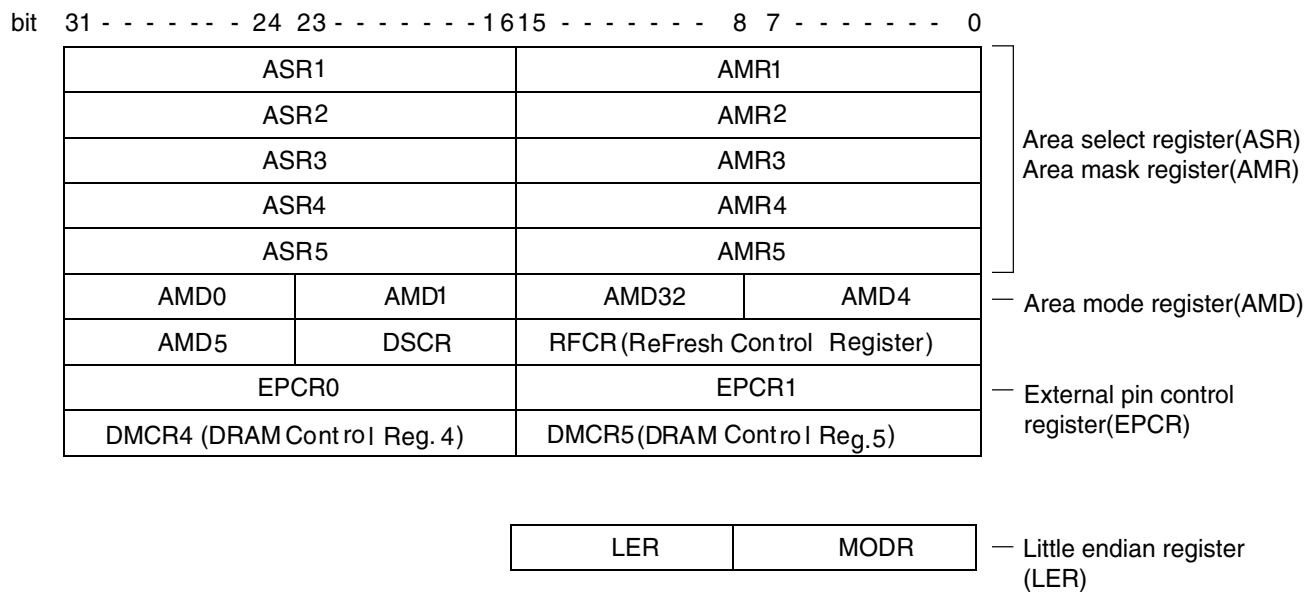 bit 31 - - - - - - - 24 23 - - - - - - - 1615 - - - - - - - 8 7 - - - - - - - 0
ASR1 AMR1
ASR2 AMR2
Area select register(ASR)
ASR3 AMR3
Area mask register(AMR)
ASR4 AMR4
ASR5 AMR5
AMD0 AMD1 AMD32 AMD4
Area mode register(AMD)
AMD5 DSCR RFCR(ReFresh Control Register)
EPCR0 EPCR1
External pin control
register(EPCR)
DMCR4 (DRAM Control Reg. 4) DMCR5(DRAM Control Reg.5)
LER MODR
Little endian register
(LER)